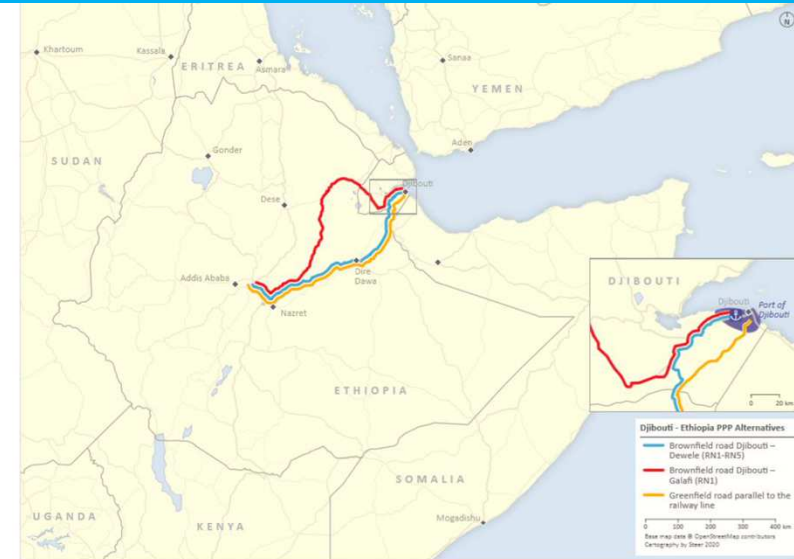 N
Khartoum
Kassala
ERITREA
Asmara
Sanaa
YEMEN
Aden
SUDAN
Gonder
Djibouti
Dese
Addis Ababa
Dire
Dawa
Nazret
DJIBOUTI
Djibouti
Port of
Djibouti
0 20 km
ETHIOPIA
Djibouti - Ethiopia PPP Alternatives
Brownfield road Djibouti –
Dewele (RN1-RN5)
Brownfield road Djibouti –
Galafi (RN1)
Greenfield road parallel to the
railway line
0 100 200 300 400 km
Base map data © OpenStreetMap contributors
Cartography by Steer 2020
SOMALIA
Mogadishu
UGANDA
KENYA